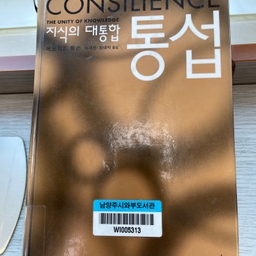 CONSILIENCE
THE UNITY OF KNOWLEDGE
지식의 대통합
통섭
남양주시와부도서관
WI005313